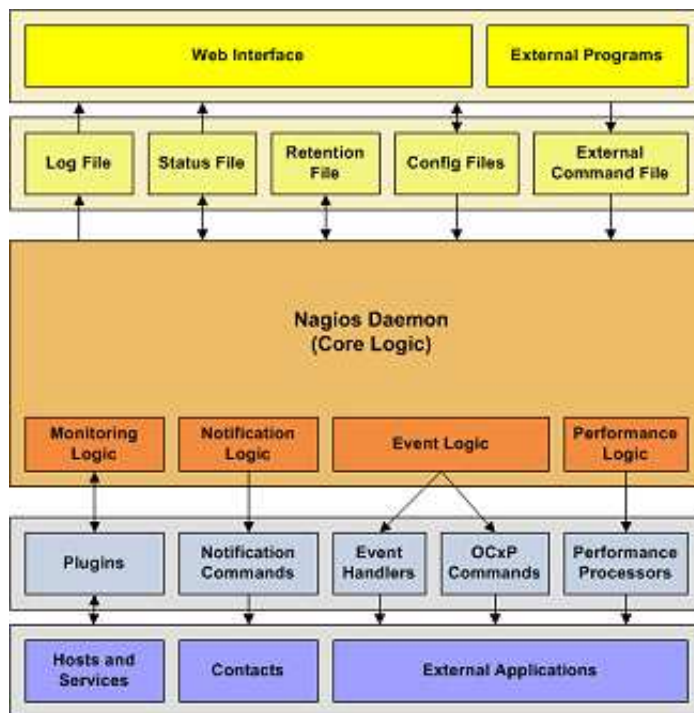 Web Interface
External Programs
Log File
Status File
Retention
File
Config Files
External
Command File
Nagios Daemon
(Core Logic)
Monitoring
Logic
Notification
Logic
Event Logic
Performance
Logic
Plugins
Notification
Commands
Event
Handlers
OCxP
Commands
Performance
Processors
Hosts and
Services
Contacts
External Applications